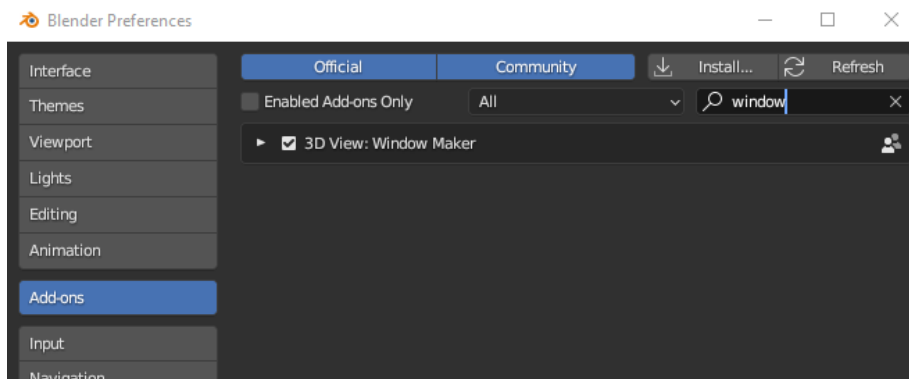 Blender Preferences
Interface
Official
Community
Install...
Refresh
Themes
Enabled Add-ons Only
All
window
Viewport
3D View: Window Maker
Lights
Editing
Animation
Add-ons
Input
Navigation